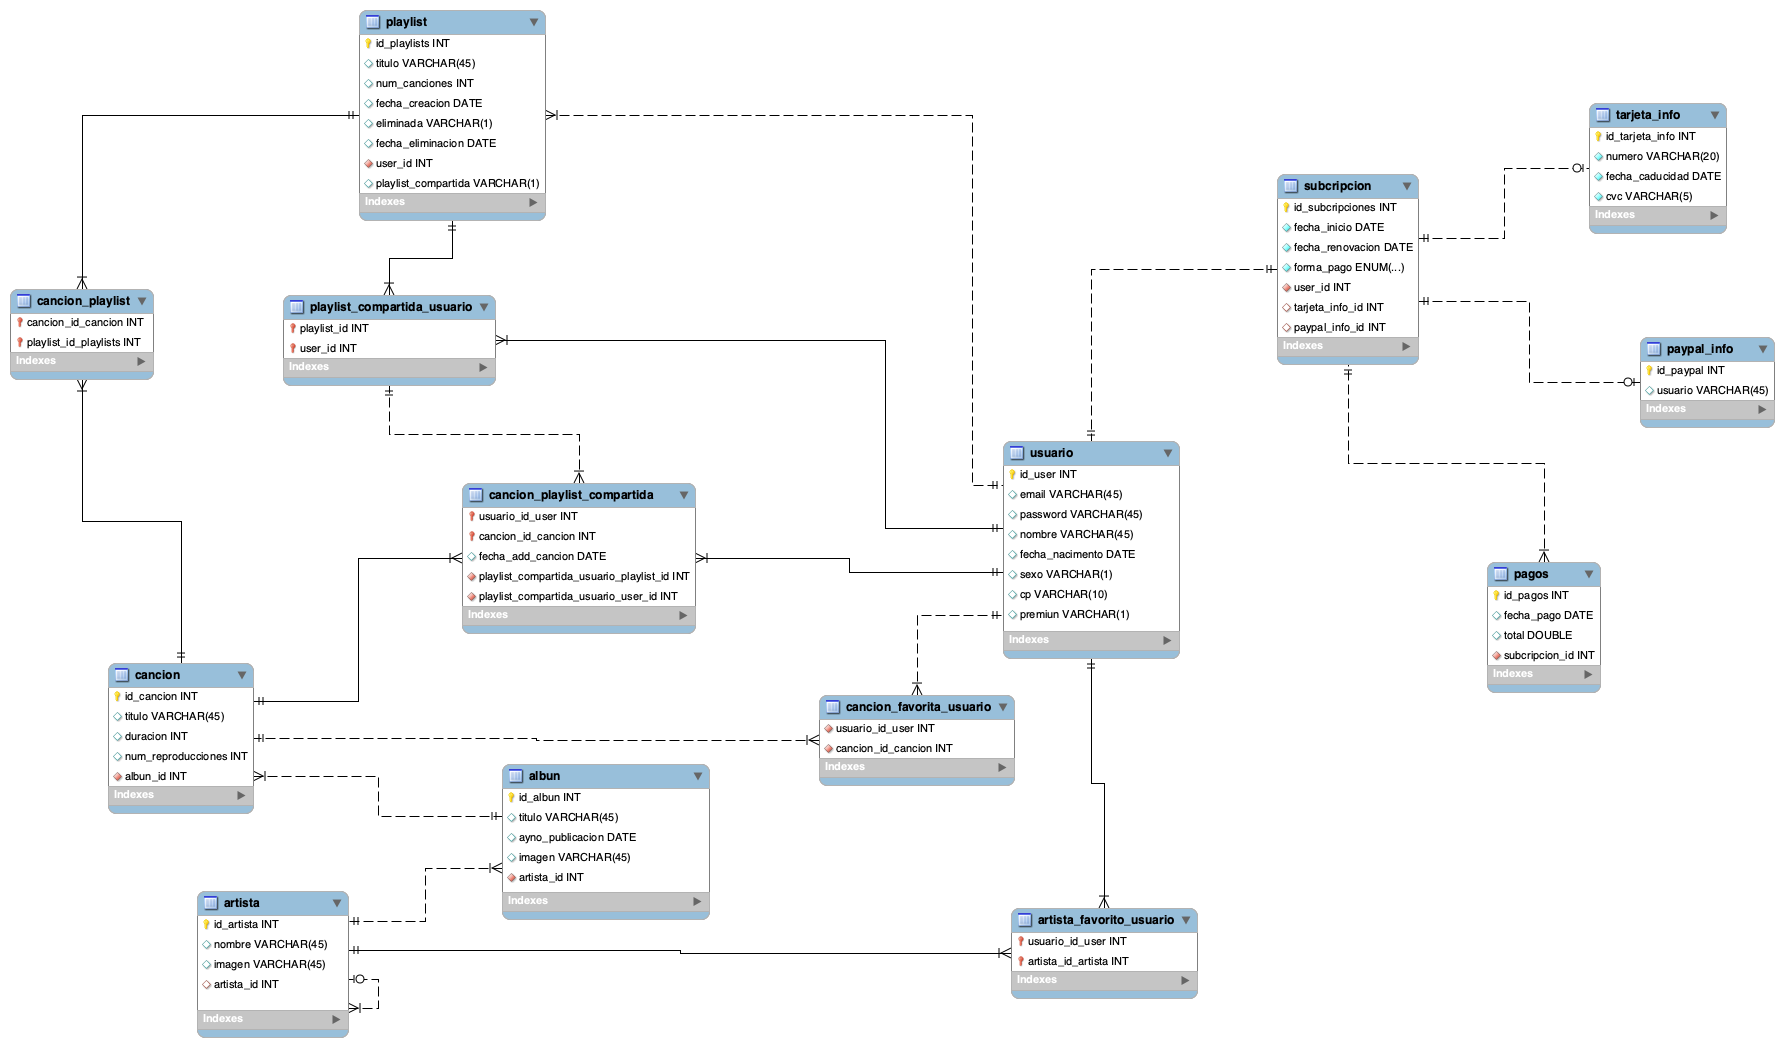 playlist
id_playlists INT
titulo VARCHAR(45)
num_canciones INT
fecha_creacion DATE
eliminada VARCHAR(1)
fecha_eliminacion DATE
user_id INT
playlist_compartida VARCHAR(1)
Indexes
tarjeta_info
id_tarjeta_info INT
numero VARCHAR(20)
fecha_caducidad DATE
cvc VARCHAR(5)
Indexes
subcripcion
id_subcripciones INT
fecha_inicio DATE
fecha_renovacion DATE
forma_pago ENUM(...)
user_id INT
tarjeta_info_id INT
paypal_info_id INT
Indexes
cancion_playlist
cancion_id_cancion INT
playlist_id_playlists INT
Indexes
playlist_compartida_usuario
playlist_id INT
user_id INT
Indexes
paypal_info
id_paypal INT
usuario VARCHAR(45)
Indexes
usuario
id_user INT
email VARCHAR(45)
password VARCHAR(45)
nombre VARCHAR(45)
fecha_nacimento DATE
sexo VARCHAR(1)
cp VARCHAR(10)
premiun VARCHAR(1)
Indexes
cancion_playlist_compartida
usuario_id_user INT
cancion_id_cancion INT
fecha_add_cancion DATE
playlist_compartida_usuario_playlist_id INT
playlist_compartida_usuario_user_id INT
Indexes
pagos
id_pagos INT
fecha_pago DATE
total DOUBLE
subcripcion_id INT
Indexes
cancion
id_cancion INT
titulo VARCHAR(45)
duracion INT
num_reproducciones INT
albun_id INT
Indexes
cancion_favorita_usuario
usuario_id_user INT
cancion_id_cancion INT
Indexes
albun
id_albun INT
titulo VARCHAR(45)
ayno_publicacion DATE
imagen VARCHAR(45)
artista_id INT
Indexes
artista
id_artista INT
nombre VARCHAR(45)
imagen VARCHAR(45)
artista_id INT
Indexes
artista_favorito_usuario
usuario_id_user INT
artista_id_artista INT
Indexes